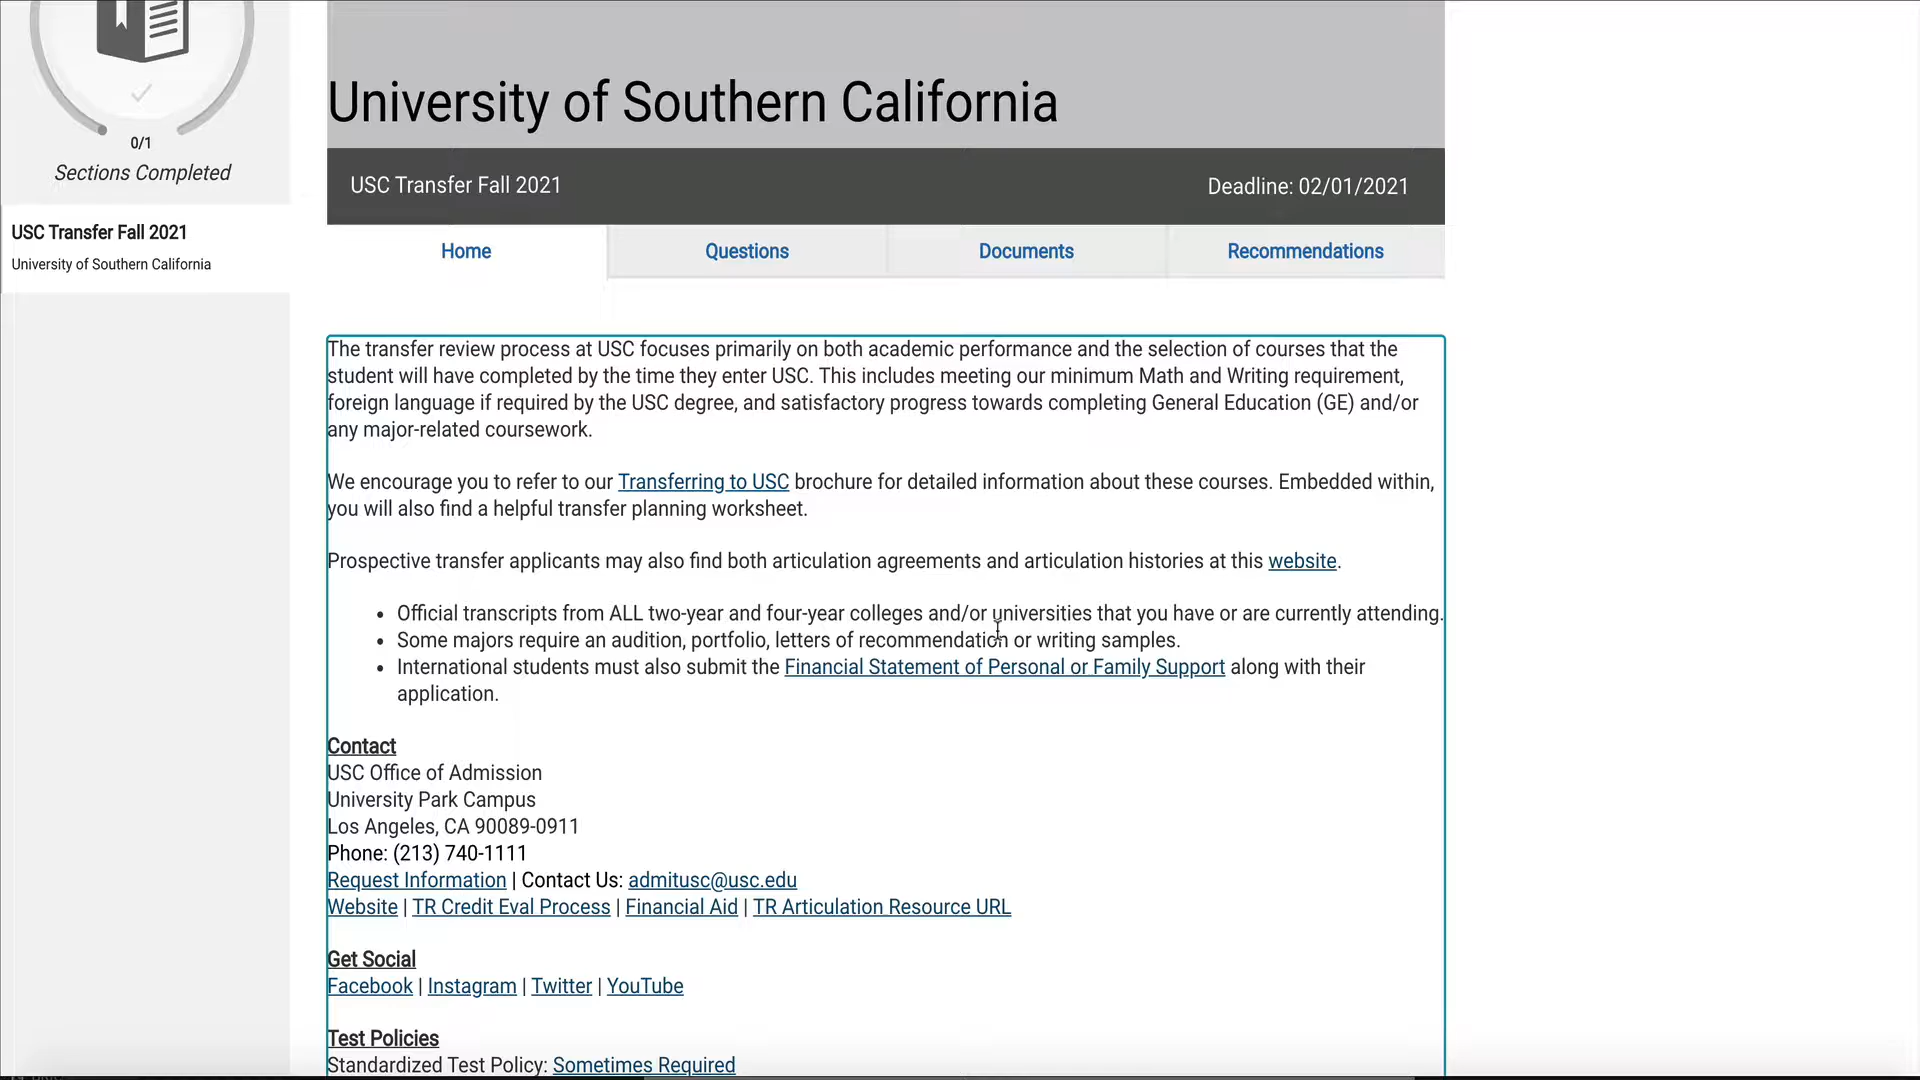 0/1
Sections Completed
USC Transfer Fall 2021
University of Southern California
University of Southern California
USC Transfer Fall 2021
Deadline: 02/01/2021
Home
Questions
Documents
Recommendations
The transfer review process at USC focuses primarily on both academic performance and the selection of courses that the
student will have completed by the time they enter USC. This includes meeting our minimum Math and Writing requirement,
foreign language if required by the USC degree, and satisfactory progress towards completing General Education (GE) and/or
any major-related coursework.
We encourage you to refer to our Transferring to USC brochure for detailed information about these courses. Embedded within,
you will also find a helpful transfer planning worksheet.
Prospective transfer applicants may also find both articulation agreements and articulation histories at this website.
• Official transcripts from ALL two-year and four-year colleges and/or universities that you have or are currently attending.
• Some majors require an audition, portfolio, letters of recommendation or writing samples.
• International students must also submit the Financial Statement of Personal or Family Support along with their
application.
Contact
USC Office of Admission
University Park Campus
Los Angeles, CA 90089-0911
Phone: (213) 740-1111
Request Information | Contact Us: admitusc@usc.edu
Website | TR Credit Eval Process | Financial Aid | TR Articulation Resource URL
Get Social
Facebook | Instagram | Twitter | YouTube
Test Policies
Standardized Test Policy: Sometimes Required